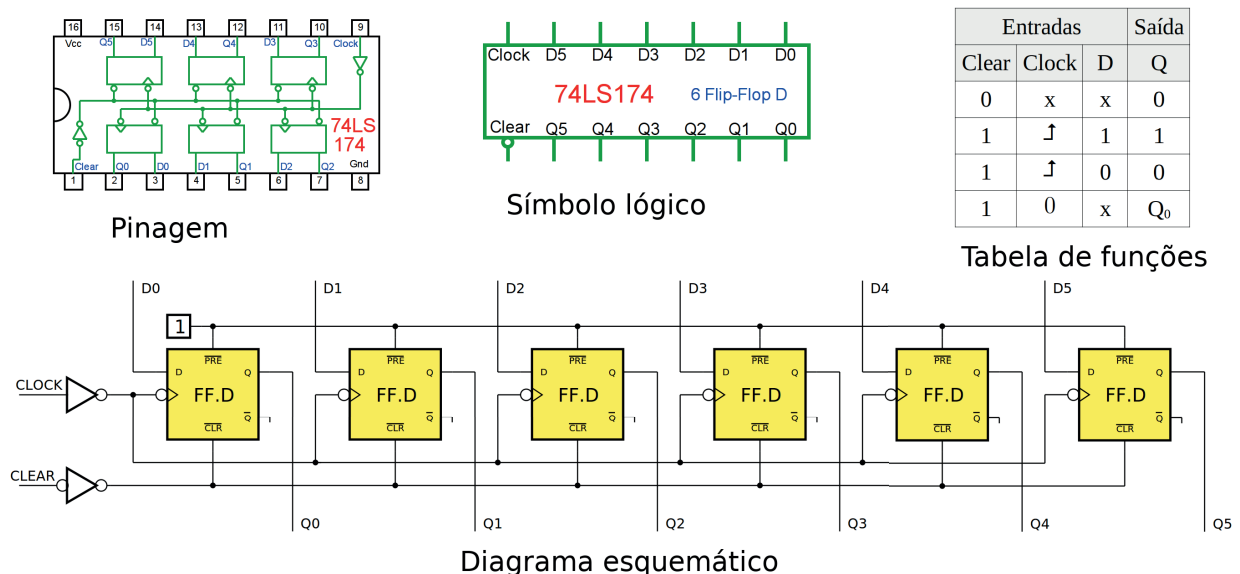 16 15 14 13 12 11 10 9
Vcc Q5 D5 D4 Q4 D3 Q3 Clock
74LS
174
Clear Q0 D0 D1 Q1 D2 Q2 Gnd
1 2 3 4 5 6 7 8
Pinagem
Clock D5 D4 D3 D2 D1 D0
74LS174 6 Flip-Flop D
Clear Q5 Q4 Q3 Q2 Q1 Q0
Símbolo lógico
Entradas Saída
Clear Clock D Q
0 x x 0
1 1 1
1 0 0
1 0 x Q₀
Tabela de funções
D0 D1 D2 D3 D4 D5
1
PRE PRE PRE PRE PRE PRE
D Q D Q D Q D Q D Q D Q
CLOCK FF.D FF.D FF.D FF.D FF.D FF.D
Q Q Q Q Q Q
CLR CLR CLR CLR CLR CLR
CLEAR
Q0 Q1 Q2 Q3 Q4 Q5
Diagrama esquemático